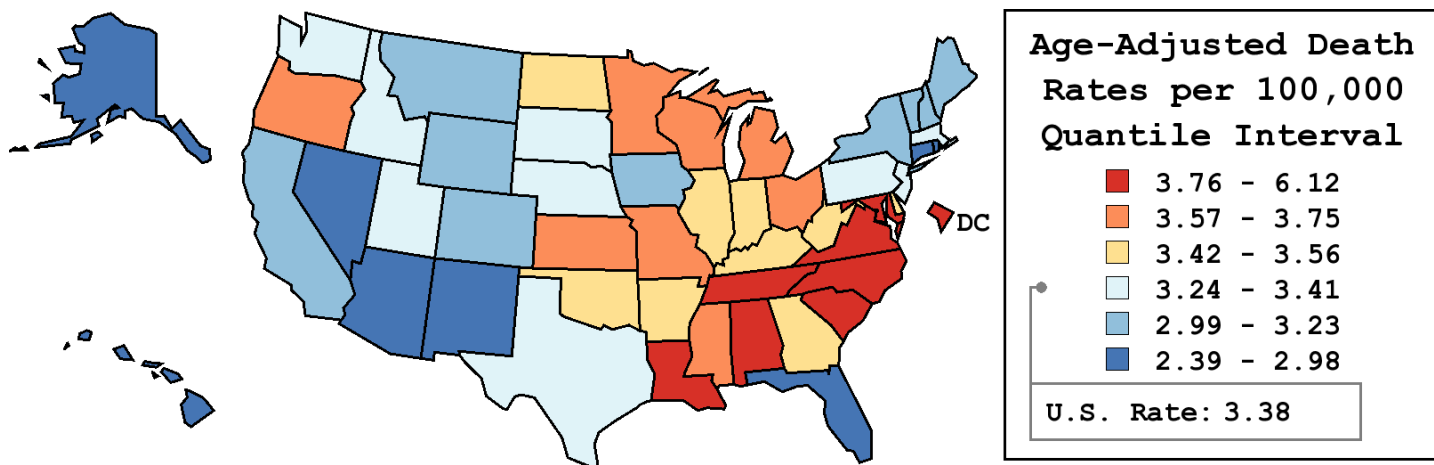 Age-Adjusted Death
Rates per 100,000
Quantile Interval
3.76 - 6.12
3.57 - 3.75
3.42 - 3.56
3.24 - 3.41
2.99 - 3.23
2.39 - 2.98
U.S. Rate: 3.38
DC